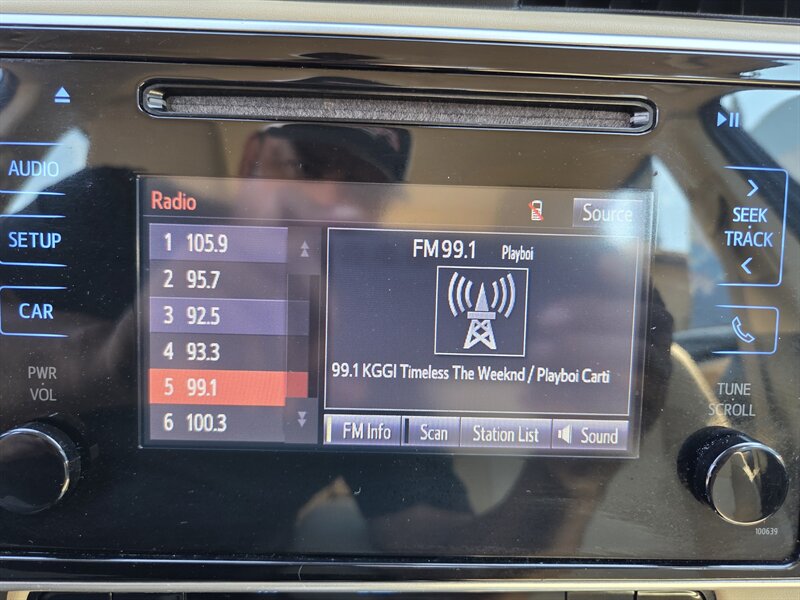 AUDIO
SETUP
CAR
PWR
VOL
Radio
Source
1 105.9
2 95.7
3 92.5
4 93.3
5 99.1
6 100.3
FM 99.1 Playboi
99.1 KGGI Timeless The Weeknd / Playboi Carti
FM Info Scan Station List Sound
SEEK
TRACK
TUNE
SCROLL
100639